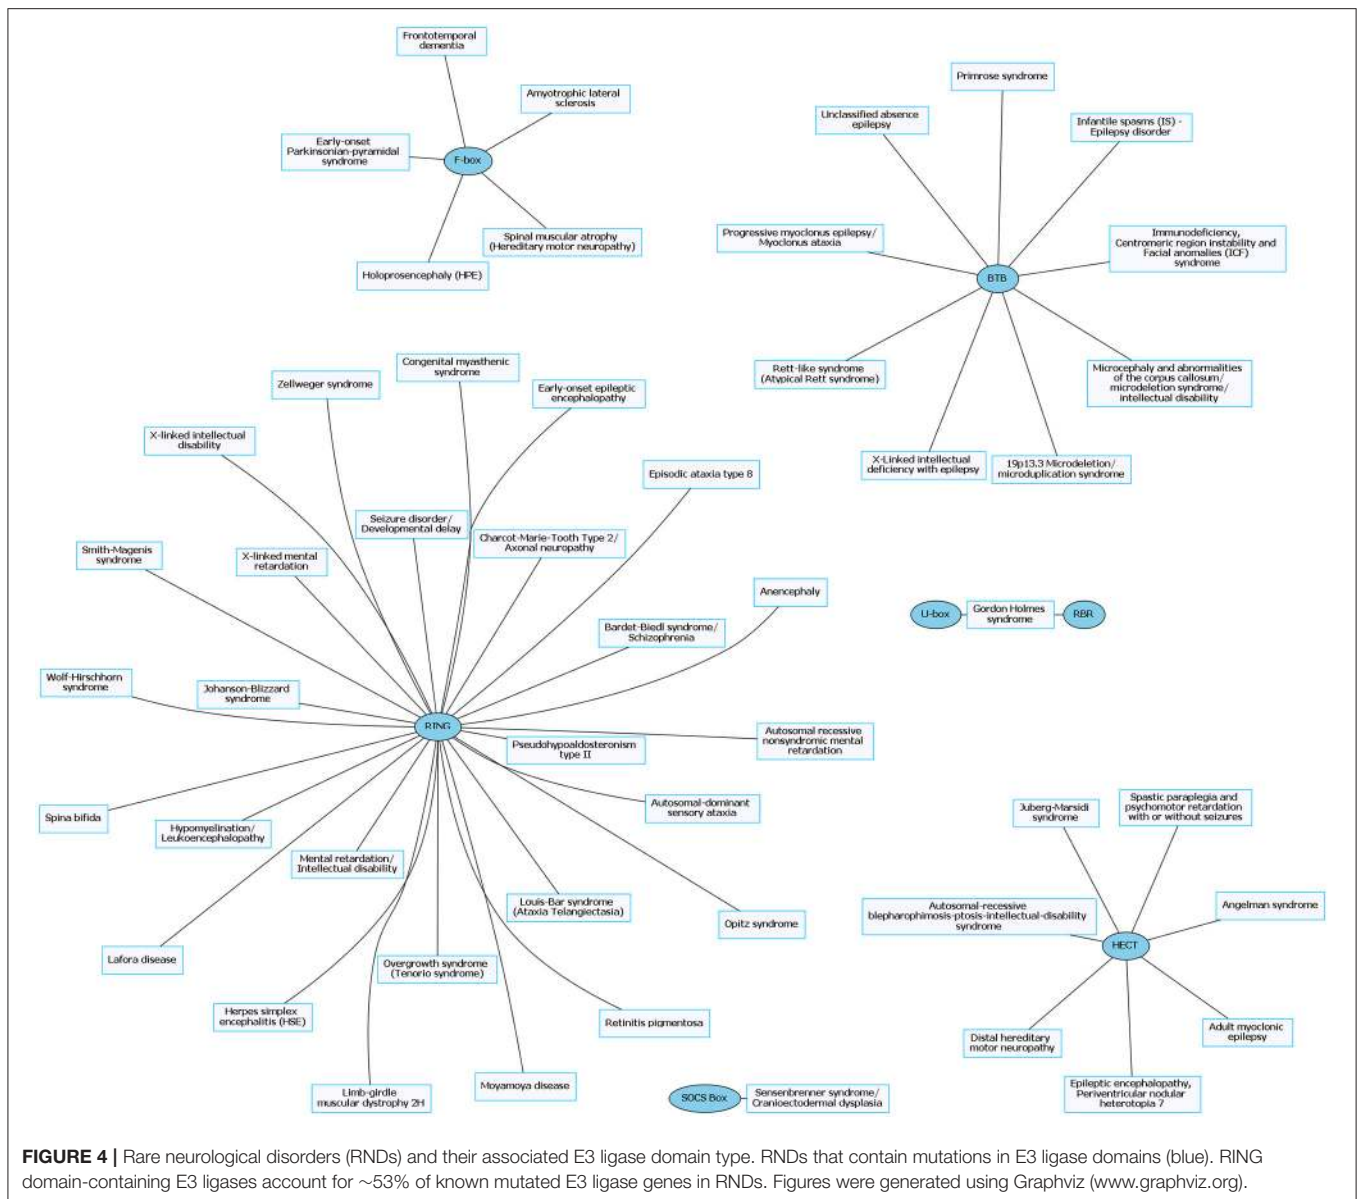 Frontotemporal
dementia
Amyotrophic lateral
sclerosis
Early-onset
Parkinsonian-pyramidal
syndrome
F-box
Spinal muscular atrophy
(Hereditary motor neuropathy)
Holoprosencephaly (HPE)
Primrose syndrome
Unclassified absence
epilepsy
Infantile spasms (IS) -
Epilepsy disorder
Progressive myoclonus epilepsy/
Myoclonus ataxia
Immunodeficiency,
Centromeric region instability and
Facial anomalies (ICF)
syndrome
BTB
Rett-like syndrome
(Atypical Rett syndrome)
Microcephaly and abnormalities
of the corpus callosum/
microdeletion syndrome/
intellectual disability
X-Linked intellectual
deficiency with epilepsy
19p13.3 Microdeletion/
microduplication syndrome
Congenital myasthenic
syndrome
Zellweger syndrome
Early-onset epileptic
encephalopathy
X-linked intellectual
disability
Episodic ataxia type 8
Seizure disorder/
Developmental delay
Charcot-Marie-Tooth Type 2/
Axonal neuropathy
Smith-Magenis
syndrome
X-linked mental
retardation
Anencephaly
Bardet-Biedl syndrome/
Schizophrenia
Wolf-Hirschhorn
syndrome
Johanson-Blizzard
syndrome
RING
Pseudohypoaldosteronism
type II
Autosomal recessive
nonsyndromic mental
retardation
Spina bifida
Hypomyelination/
Leukoencephalopathy
Autosomal-dominant
sensory ataxia
Mental retardation/
Intellectual disability
Louis-Bar syndrome
(Ataxia Telangiectasia)
Opitz syndrome
Lafora disease
Overgrowth syndrome
(Tenorio syndrome)
Herpes simplex
encephalitis (HSE)
Retinitis pigmentosa
Limb-girdle
muscular dystrophy 2H
Moyamoya disease
U-box
Gordon Holmes
syndrome
RBR
Juberg-Marsidi
syndrome
Spastic paraplegia and
psychomotor retardation
with or without seizures
Autosomal-recessive
blepharophimosis-ptosis-intellectual-disability
syndrome
Angelman syndrome
HECT
Distal hereditary
motor neuropathy
Adult myoclonic
epilepsy
Epileptic encephalopathy,
Periventricular nodular
heterotopia 7
SOCS Box
Sensenbrenner syndrome/
Cranioectodermal dysplasia
FIGURE 4 | Rare neurological disorders (RNDs) and their associated E3 ligase domain type. RNDs that contain mutations in E3 ligase domains (blue). RING
domain-containing E3 ligases account for ∼53% of known mutated E3 ligase genes in RNDs. Figures were generated using Graphviz (www.graphviz.org).